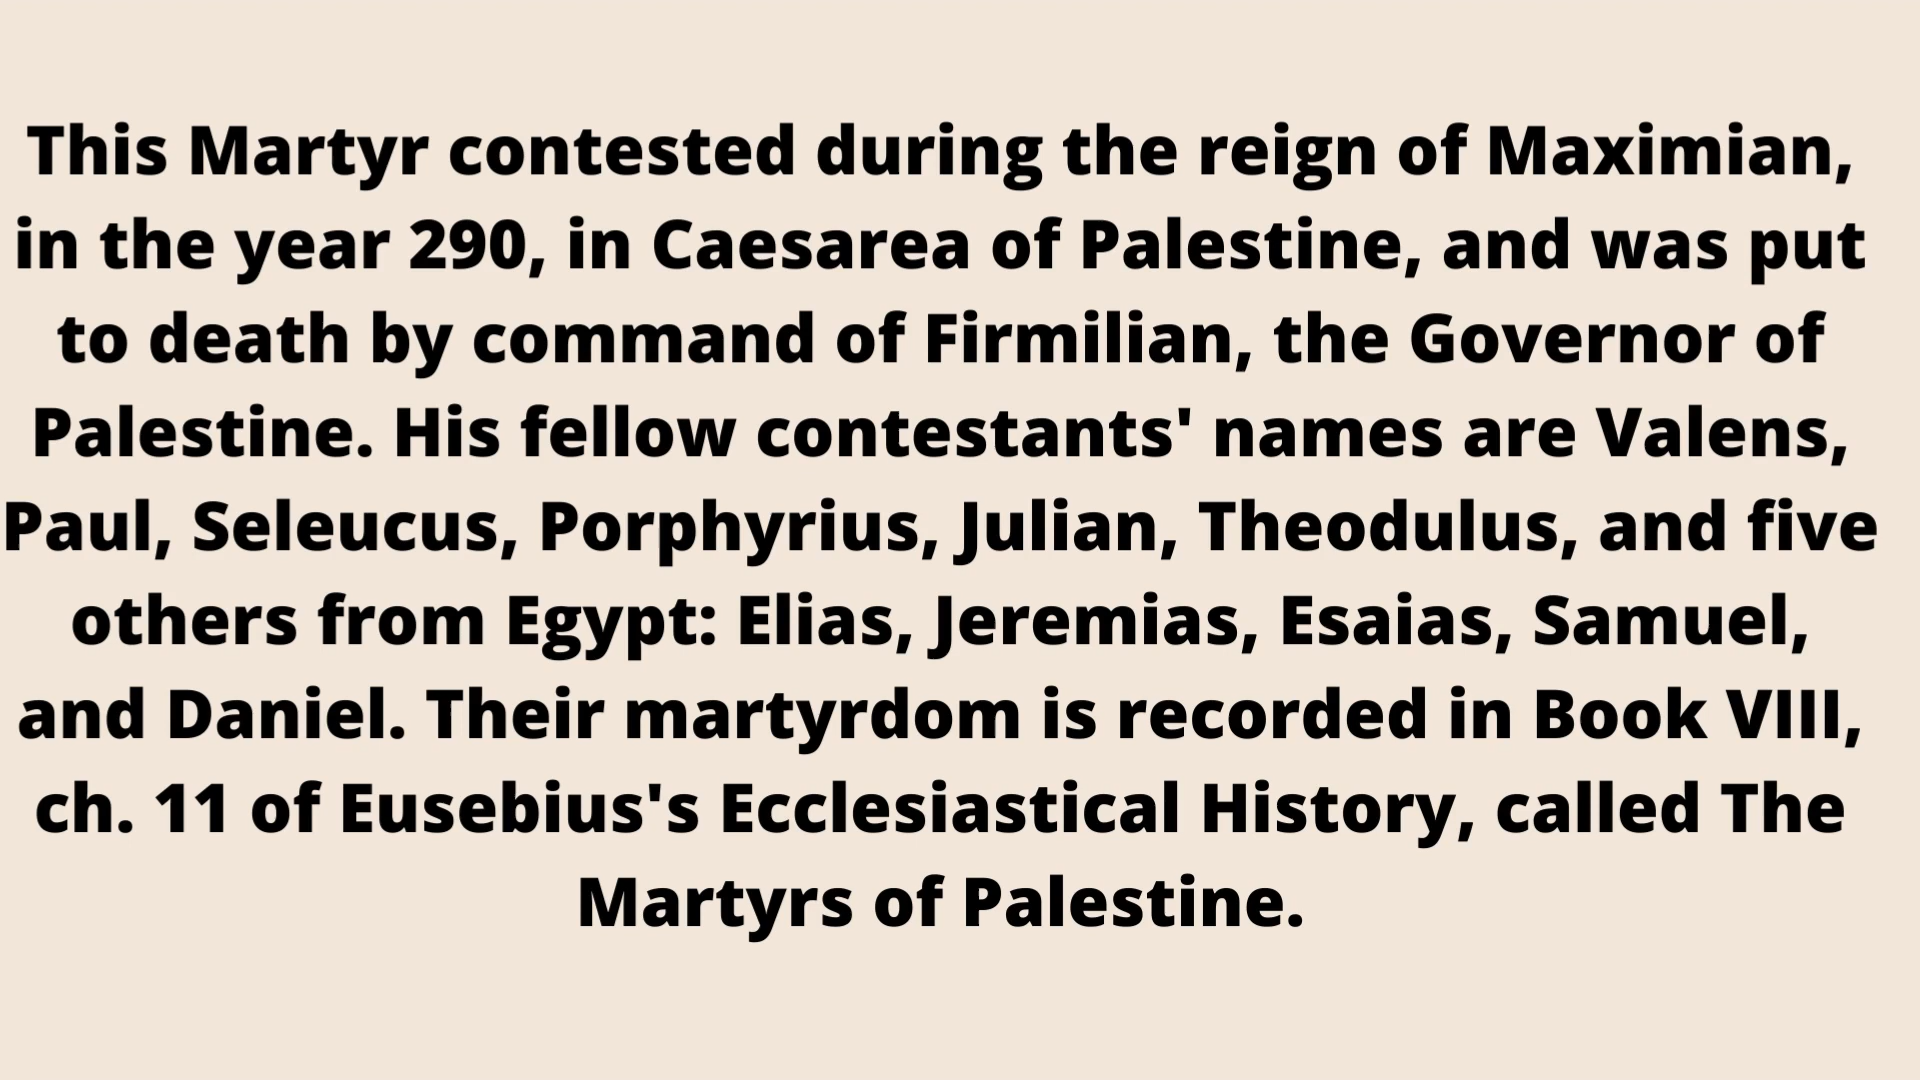 This Martyr contested during the reign of Maximian,
in the year 290, in Caesarea of Palestine, and was put
to death by command of Firmilian, the Governor of
Palestine. His fellow contestants' names are Valens,
Paul, Seleucus, Porphyrius, Julian, Theodulus, and five
others from Egypt: Elias, Jeremias, Esaias, Samuel,
and Daniel. Their martyrdom is recorded in Book VIII,
ch. 11 of Eusebius's Ecclesiastical History, called The
Martyrs of Palestine.